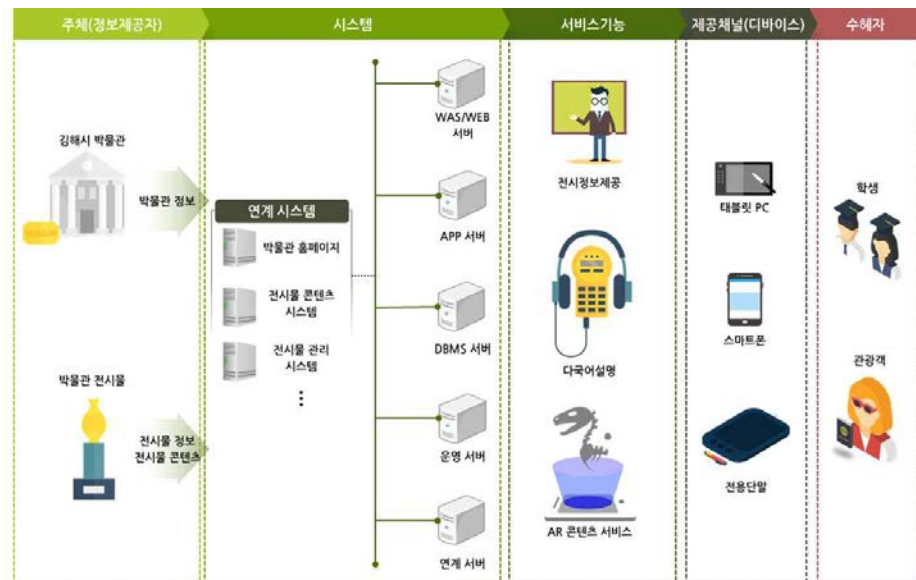 주체(정보제공자)
시스템
서비스기능
제공채널(디바이스)
수혜자
김해시 박물관
박물관 정보
박물관 전시물
전시물 정보
전시물 콘텐츠
연계 시스템
박물관 홈페이지
전시물 콘텐츠
시스템
전시물 관리
시스템
WAS/WEB
서버
APP 서버
DBMS 서버
운영 서버
연계 서버
전시정보제공
다국어설명
AR 콘텐츠 서비스
태블릿 PC
스마트폰
전용단말
학생
관광객